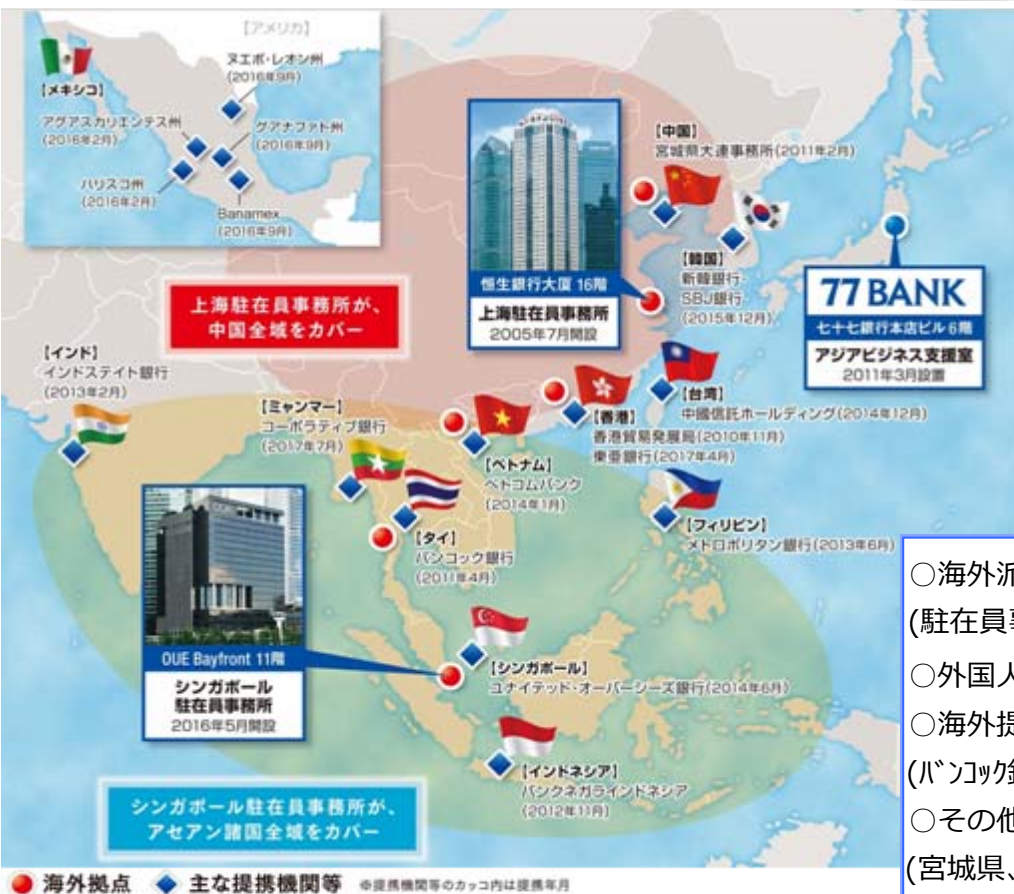 [アメリカ]
[メキシコ]
ヌエボ・レオン州
(2016年9月)
アグアスカリエンテス州
(2016年2月)
グアナファト州
(2016年9月)
ハリスコ州
(2016年2月)
Banamex
(2016年9月)
上海駐在員事務所が、
中国全域をカバー
恒生銀行大厦 16階
上海駐在員事務所
2005年7月開設
[中国]
宮城県大連事務所(2011年2月)
[韓国]
新韓銀行
SBJ銀行
(2015年12月)
77 BANK
七十七銀行本店ビル6階
アジアビジネス支援室
2011年3月設置
[インド]
インドステイト銀行
(2013年2月)
[ミャンマー]
コーポラティブ銀行
(2017年7月)
[ベトナム]
ベトコムバンク
(2014年1月)
[香港]
香港貿易発展局(2010年11月)
東亜銀行(2017年4月)
[台湾]
中國信託ホールディング(2014年12月)
[タイ]
バンコック銀行
(2011年4月)
[フィリピン]
メトロポリタン銀行(2013年6月)
OUE Bayfront 11階
シンガポール
駐在員事務所
2016年5月開設
[シンガポール]
ユナイテッド・オーバーシーズ銀行(2014年6月)
[インドネシア]
バンクネガラインドネシア
(2012年11月)
シンガポール駐在員事務所が、
アセアン諸国全域をカバー
海外拠点 主な提携機関等 ※提携機関等のカッコ内は提携年月
○海外派
(駐在員事
○外国人
○海外提
(バンコック
○その他
(宮城県、